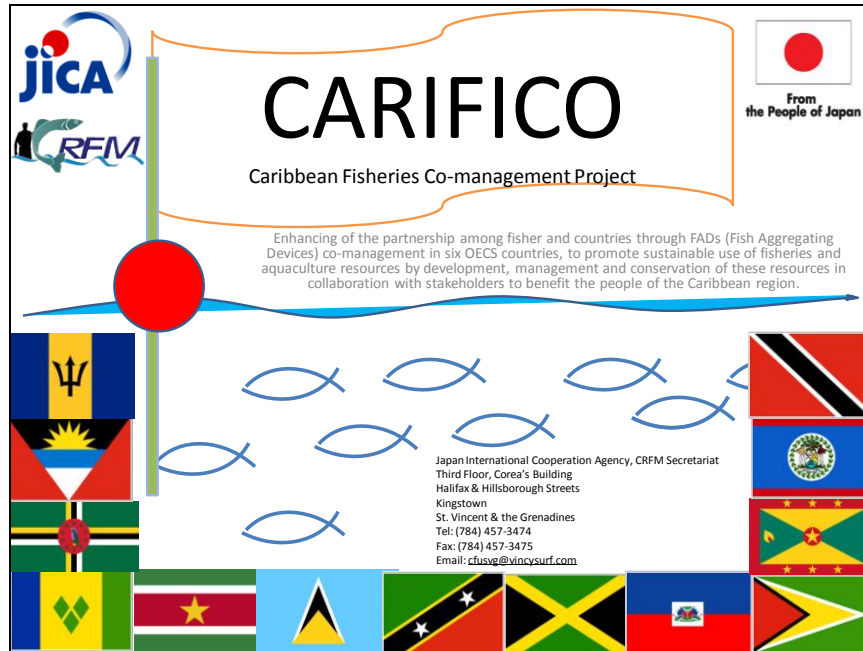 jICA
CRFM
CARIFICO
Caribbean Fisheries Co-management Project
From
the People of Japan
Enhancing of the partnership among fisher and countries through FADs (Fish Aggregating
Devices) co-management in six OECS countries, to promote sustainable use of fisheries and
aquaculture resources by development, management and conservation of these resources in
collaboration with stakeholders to benefit the people of the Caribbean region.
Japan International Cooperation Agency, CRFM Secretariat
Third Floor, Corea's Building
Halifax & Hillsborough Streets
Kingstown
St. Vincent & the Grenadines
Tel: (784) 457-3474
Fax: (784) 457-3475
Email: cfusvg@vincysurf.com